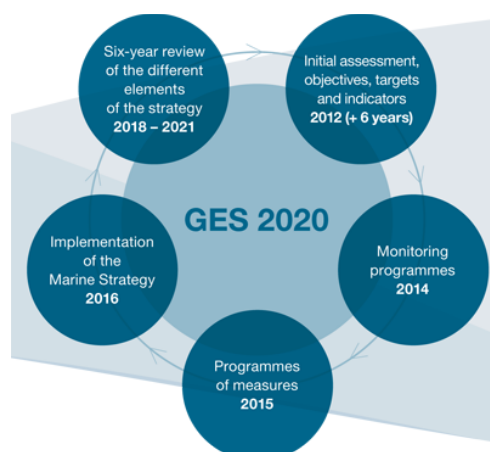 Six-year review
of the different
elements
of the strategy
2018 – 2021
Initial assessment,
objectives, targets
and indicators
2012 (+ 6 years)
GES 2020
Implementation
of the
Marine Strategy
2016
Monitoring
programmes
2014
Programmes
of measures
2015